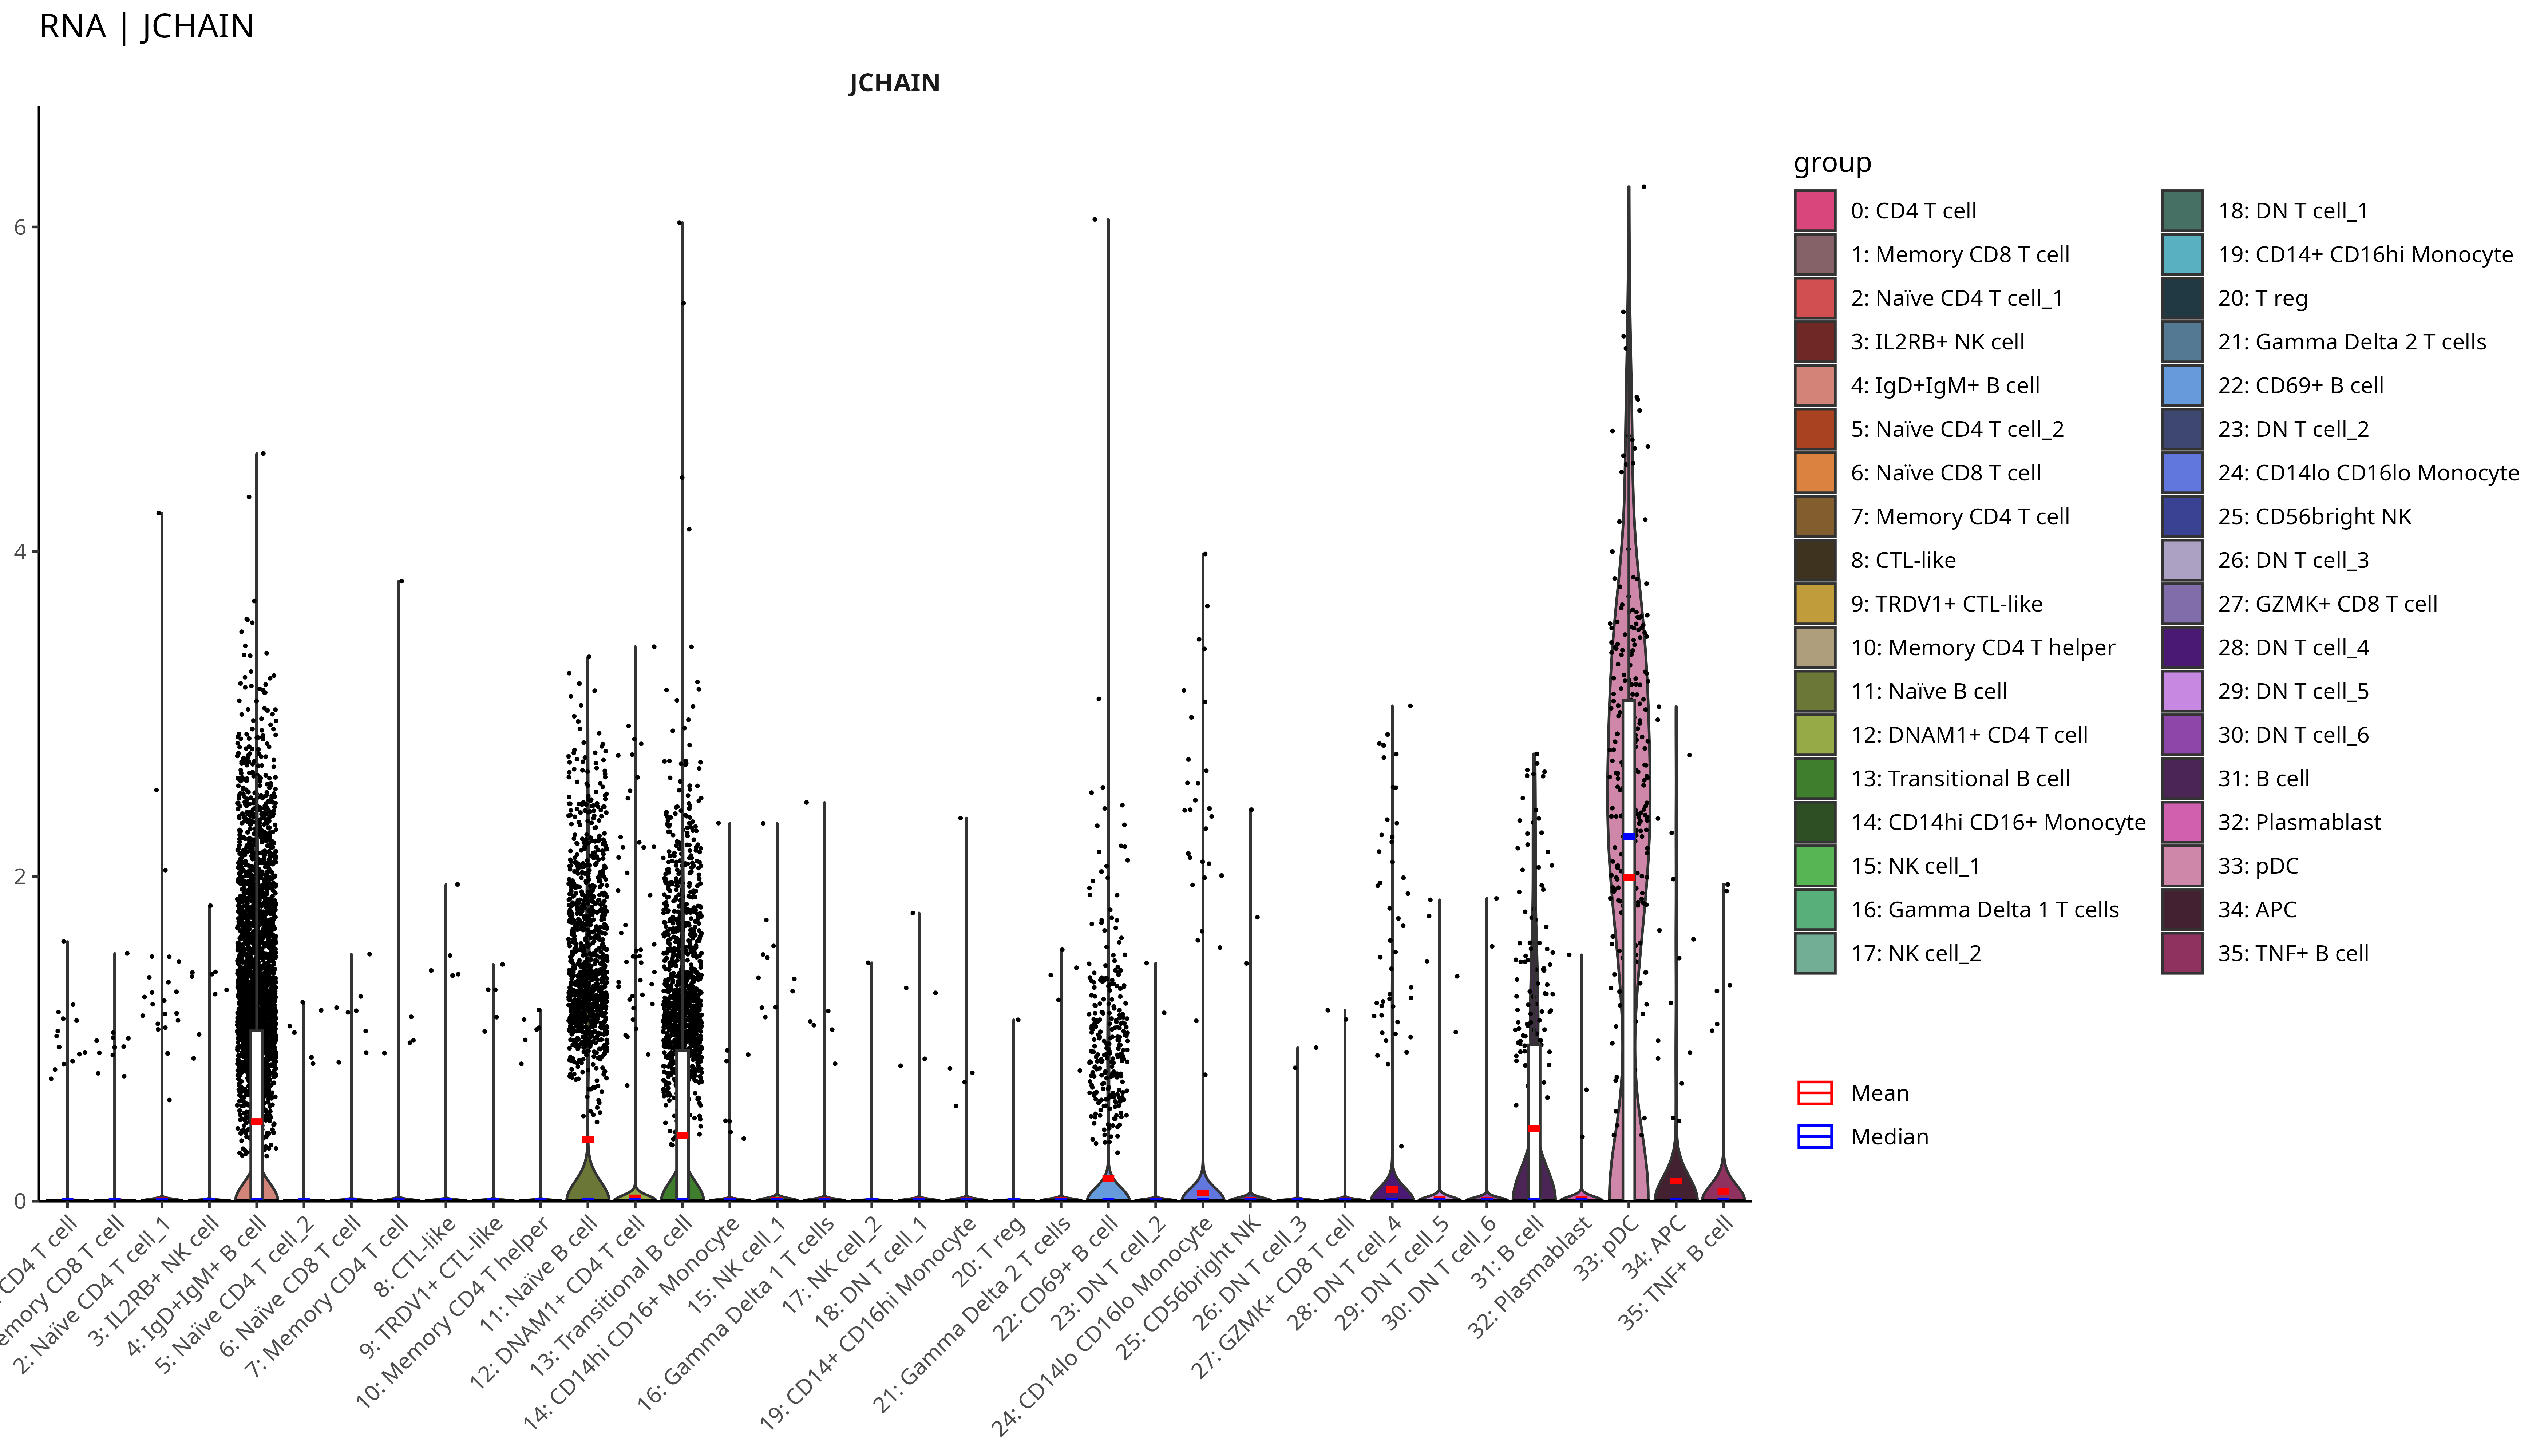 RNA | JCHAIN
JCHAIN
6
4
2
0
CD4 T cell
CD8 T cell
2: Naïve CD4 T cell_1
3: IL2RB+ NK cell
4: IgD+IgM+ B cell
5: Naïve CD4 T cell_2
6: Naïve CD8 T cell
7: Memory CD4 T cell
8: CTL-like
9: TRDV1+ CTL-like
10: Memory CD4 T helper
11: Naïve B cell
12: DNAM1+ CD4 T cell
13: Transitional B cell
14: CD14hi CD16+ Monocyte
15: NK cell_1
16: Gamma Delta 1 T cells
17: NK cell_2
18: DN T cell_1
19: CD14+ CD16hi Monocyte
20: T reg
21: Gamma Delta 2 T cells
22: CD69+ B cell
23: DN T cell_2
24: CD14lo CD16lo Monocyte
25: CD56bright NK
26: DN T cell_3
27: GZMK+ CD8 T cell
28: DN T cell_4
29: DN T cell_5
30: DN T cell_6
31: B cell
32: Plasmablast
33: pDC
34: APC
35: TNF+ B cell
group
0: CD4 T cell
1: Memory CD8 T cell
2: Naïve CD4 T cell_1
3: IL2RB+ NK cell
4: IgD+IgM+ B cell
5: Naïve CD4 T cell_2
6: Naïve CD8 T cell
7: Memory CD4 T cell
8: CTL-like
9: TRDV1+ CTL-like
10: Memory CD4 T helper
11: Naïve B cell
12: DNAM1+ CD4 T cell
13: Transitional B cell
14: CD14hi CD16+ Monocyte
15: NK cell_1
16: Gamma Delta 1 T cells
17: NK cell_2
18: DN T cell_1
19: CD14+ CD16hi Monocyte
20: T reg
21: Gamma Delta 2 T cells
22: CD69+ B cell
23: DN T cell_2
24: CD14lo CD16lo Monocyte
25: CD56bright NK
26: DN T cell_3
27: GZMK+ CD8 T cell
28: DN T cell_4
29: DN T cell_5
30: DN T cell_6
31: B cell
32: Plasmablast
33: pDC
34: APC
35: TNF+ B cell
Mean
Median